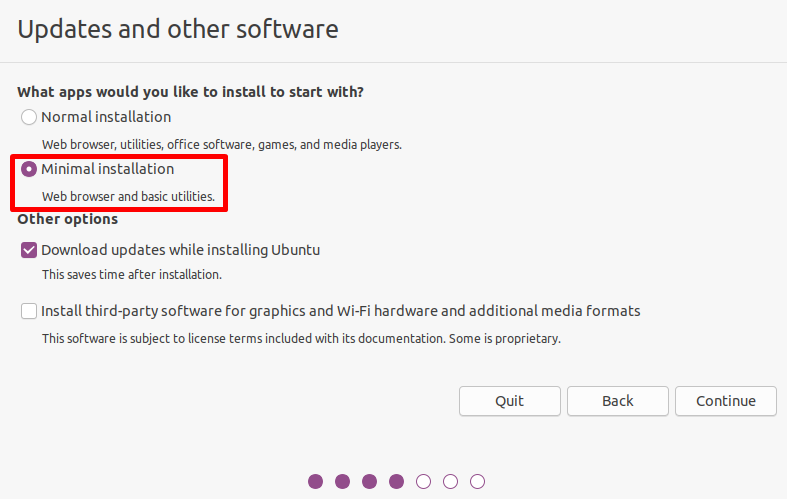 Updates and other software
What apps would you like to install to start with?
Normal installation
Web browser, utilities, office software, games, and media players.
Minimal installation
Web browser and basic utilities.
Other options
Download updates while installing Ubuntu
This saves time after installation.
Install third-party software for graphics and Wi-Fi hardware and additional media formats
This software is subject to license terms included with its documentation. Some is proprietary.
Quit Back Continue